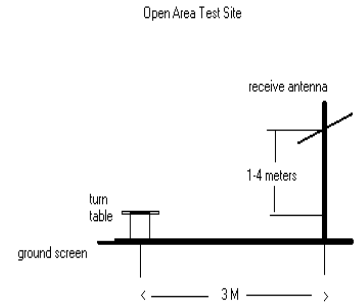 Open Area Test Site
receive antenna
1-4 meters
turn
table
ground screen
3 M